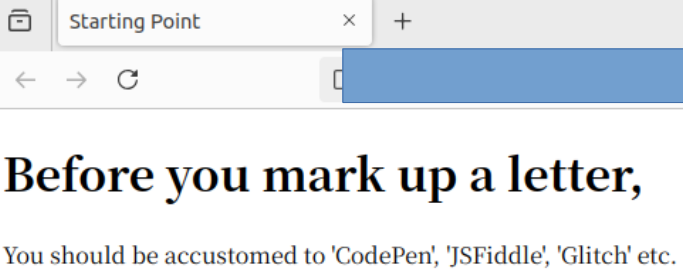 Starting Point
Before you mark up a letter,
You should be accustomed to 'CodePen', 'JSFiddle', 'Glitch' etc.